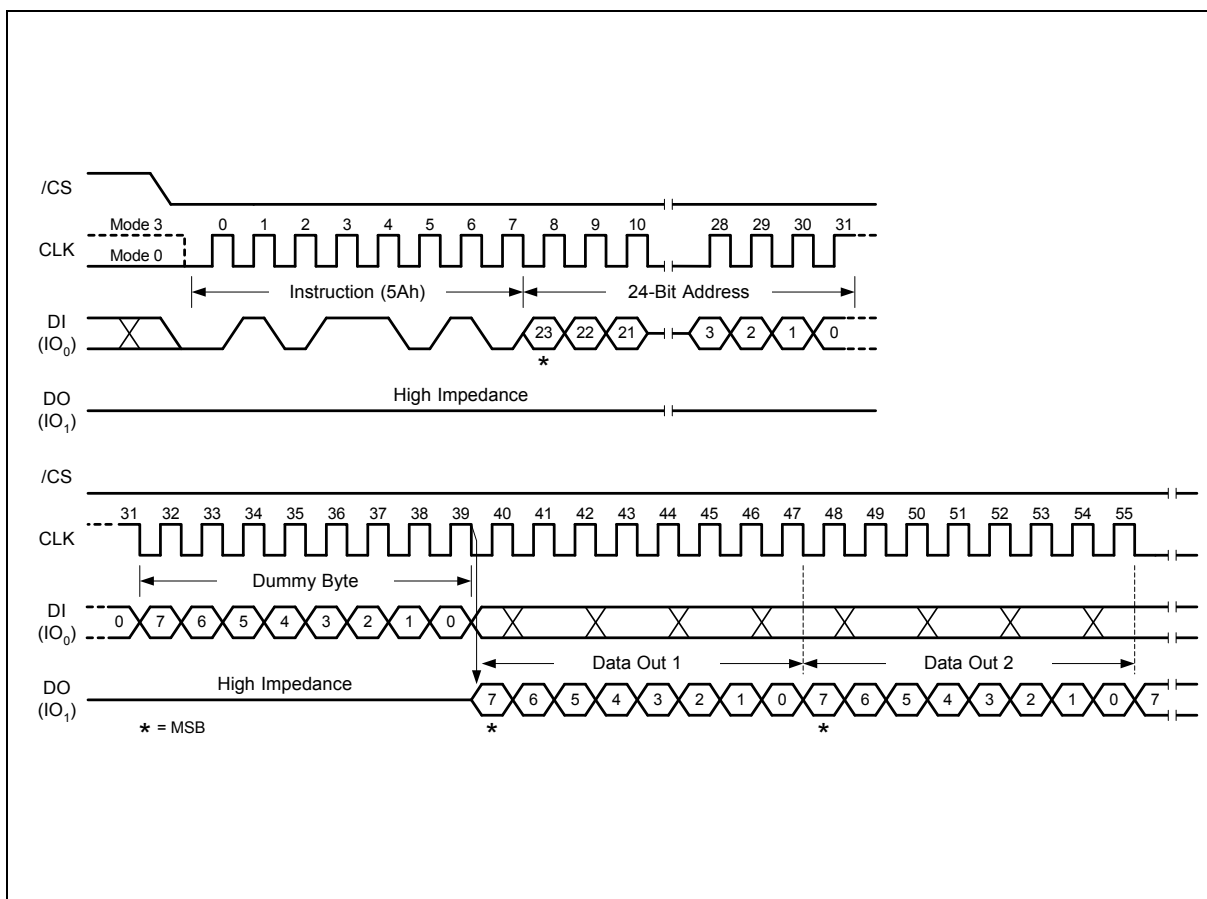 /CS
Mode 3 0 1 2 3 4 5 6 7 8 9 10 28 29 30 31
CLK
Mode 0
Instruction (5Ah) 24-Bit Address
DI
(IO0) 23 22 21 3 2 1 0
*
High Impedance
DO
(IO1)
/CS
31 32 33 34 35 36 37 38 39 40 41 42 43 44 45 46 47 48 49 50 51 52 53 54 55
CLK
Dummy Byte
DI
(IO0) 0 7 6 5 4 3 2 1 0
Data Out 1 Data Out 2
High Impedance
DO
(IO1) 7 6 5 4 3 2 1 0 7 6 5 4 3 2 1 0 7
* = MSB * *